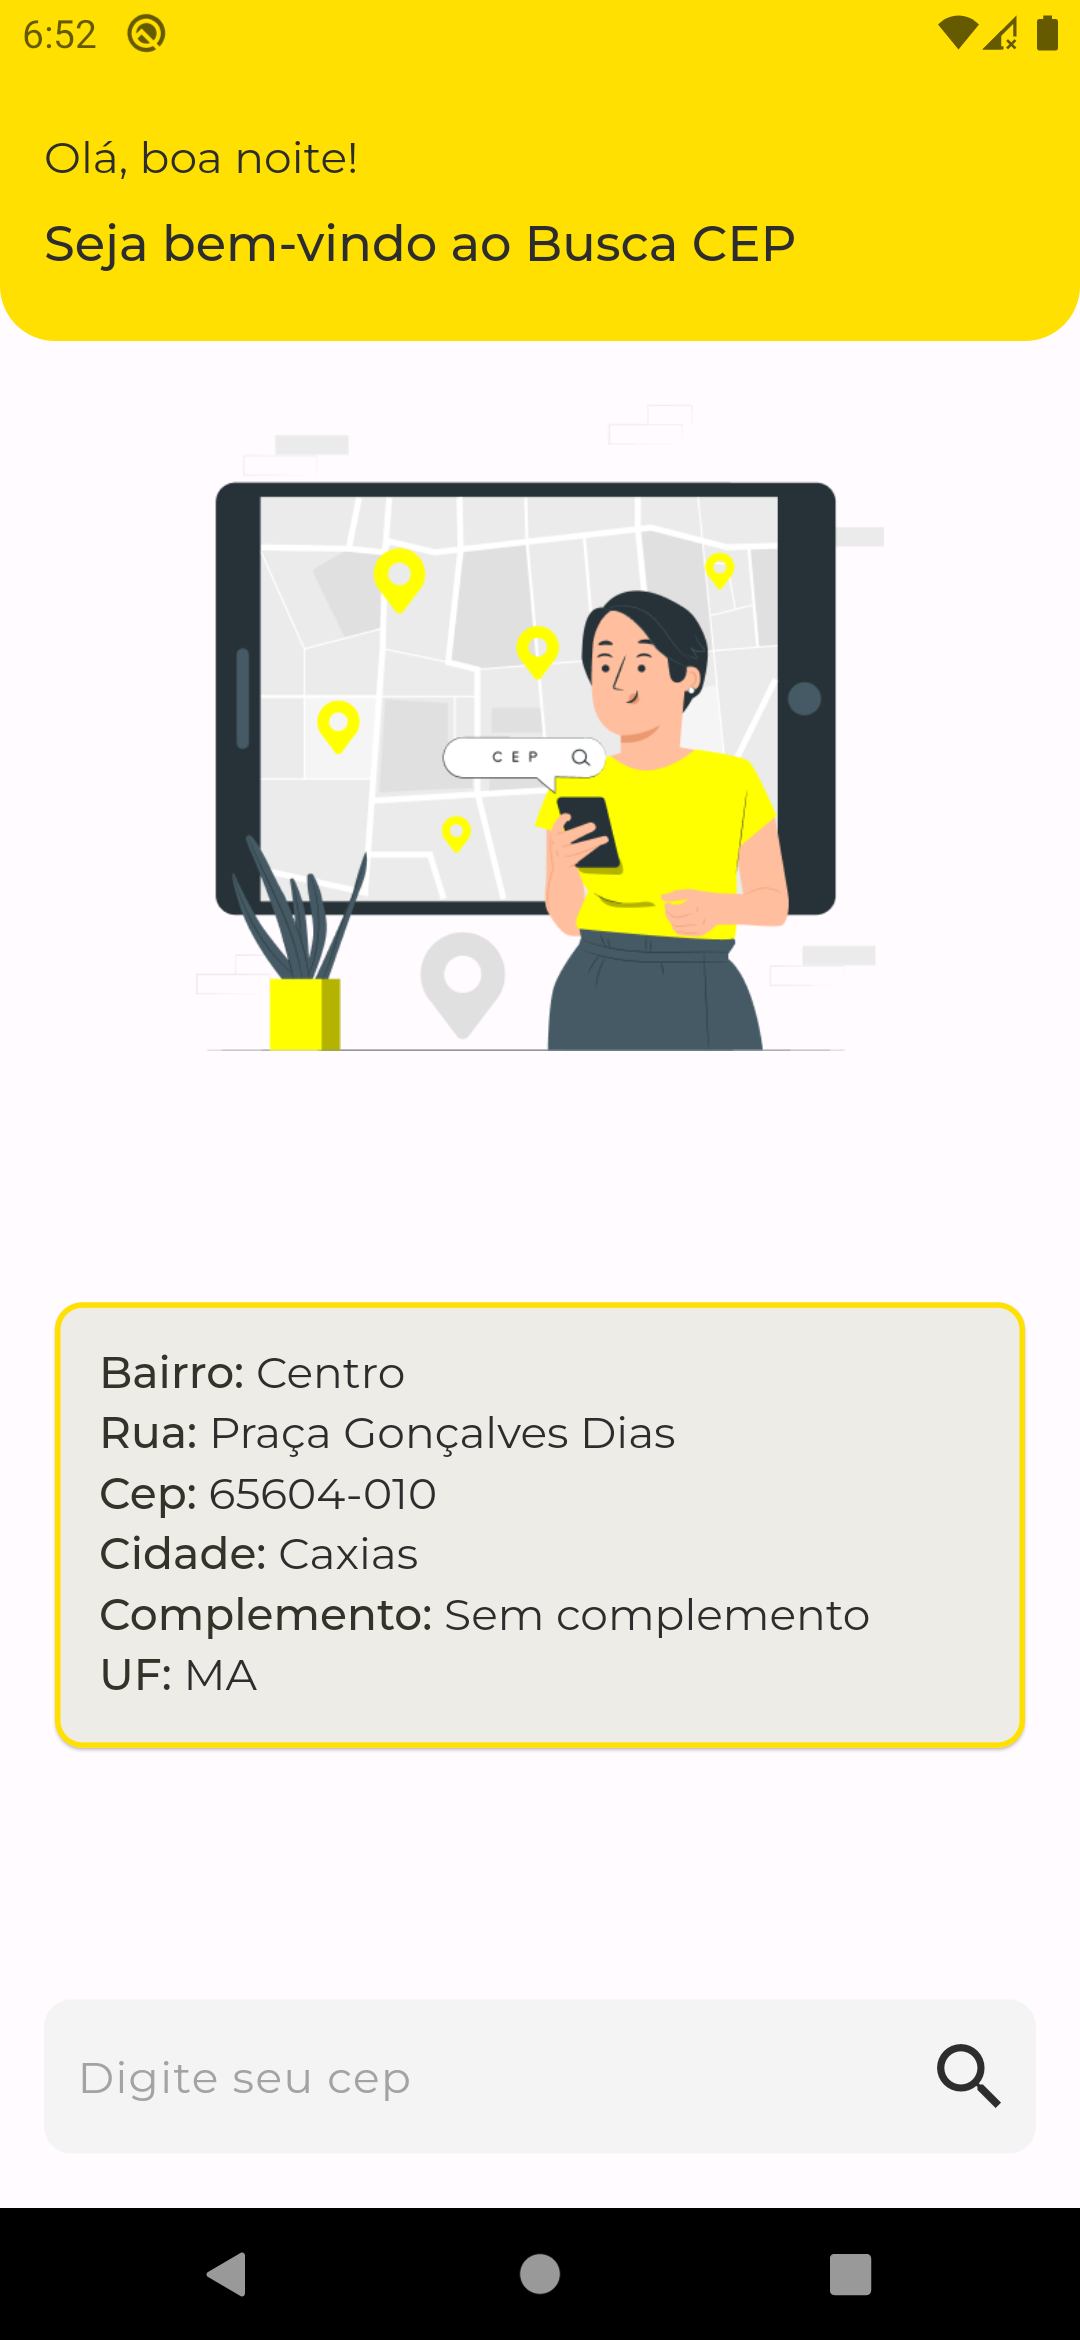 6:52
Olá, boa noite!
Seja bem-vindo ao Busca CEP
CEP
Bairro: Centro
Rua: Praça Gonçalves Dias
Cep: 65604-010
Cidade: Caxias
Complemento: Sem complemento
UF: MA
Digite seu cep